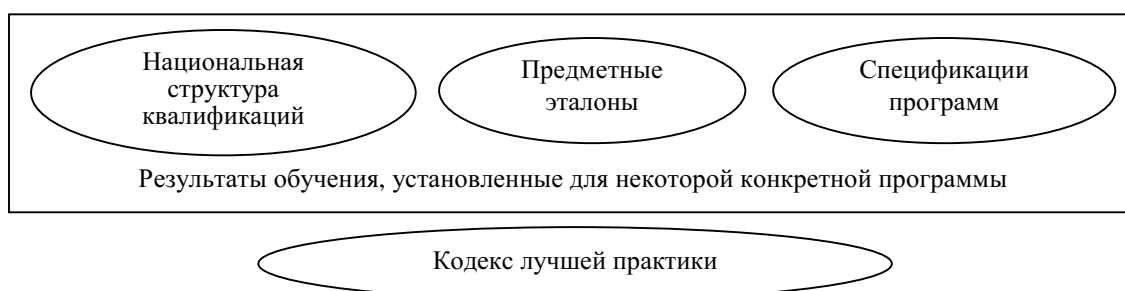 Национальная
структура
квалификаций
Предметные
эталоны
Спецификации
программ
Результаты обучения, установленные для некоторой конкретной программы
Кодекс лучшей практики